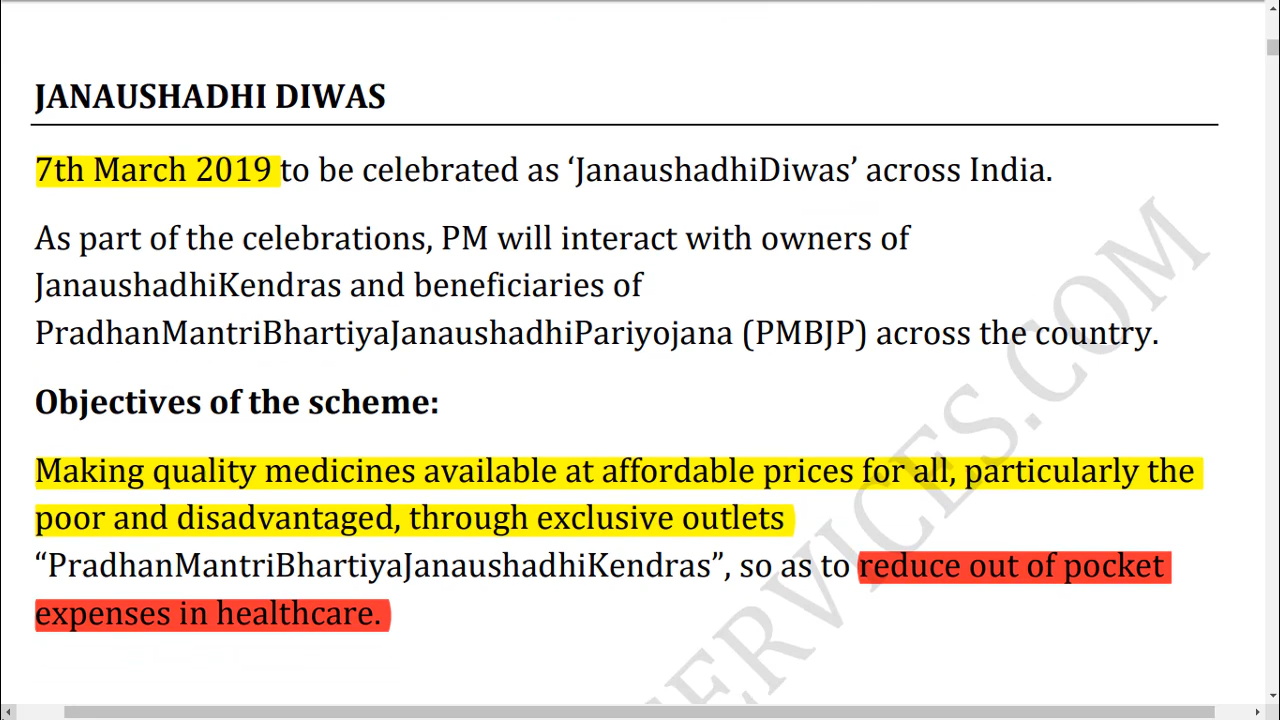 JANAUSHADHI DIWAS
7th March 2019 to be celebrated as ‘JanaushadhiDiwas’ across India.
As part of the celebrations, PM will interact with owners of
JanaushadhiKendras and beneficiaries of
PradhanMantriBhartiyaJanaushadhiPariyojana (PMBJP) across the country.
Objectives of the scheme:
Making quality medicines available at affordable prices for all, particularly the
poor and disadvantaged, through exclusive outlets
“PradhanMantriBhartiyaJanaushadhiKendras”, so as to reduce out of pocket
expenses in healthcare.
ERVICES.COM